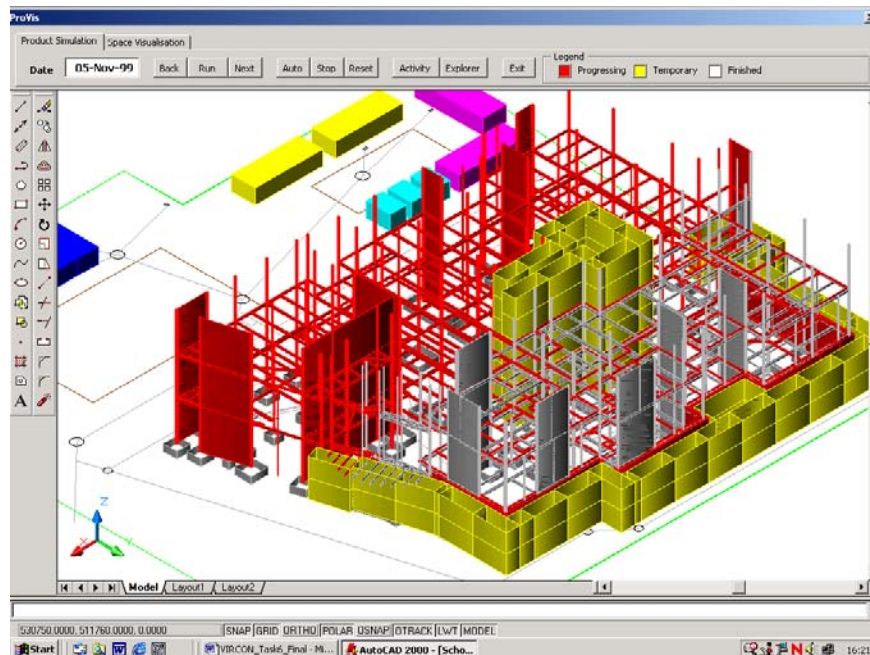 ProVis
Product Simulation Space Visualisation
Date 05-Nov-99 Back Run Next Auto Stop Reset Activity Explorer Exit Legend Progressing Temporary Finished
A
Z
Model Layout1 Layout2
530750.0000, 511760.0000, 0.0000 SNAP GRID ORTHO POLAR OSNAP OTRACK LWT MODEL
Start VIRCON_Task6_Final - Mi... AutoCAD 2000 - [Scho... 16:21